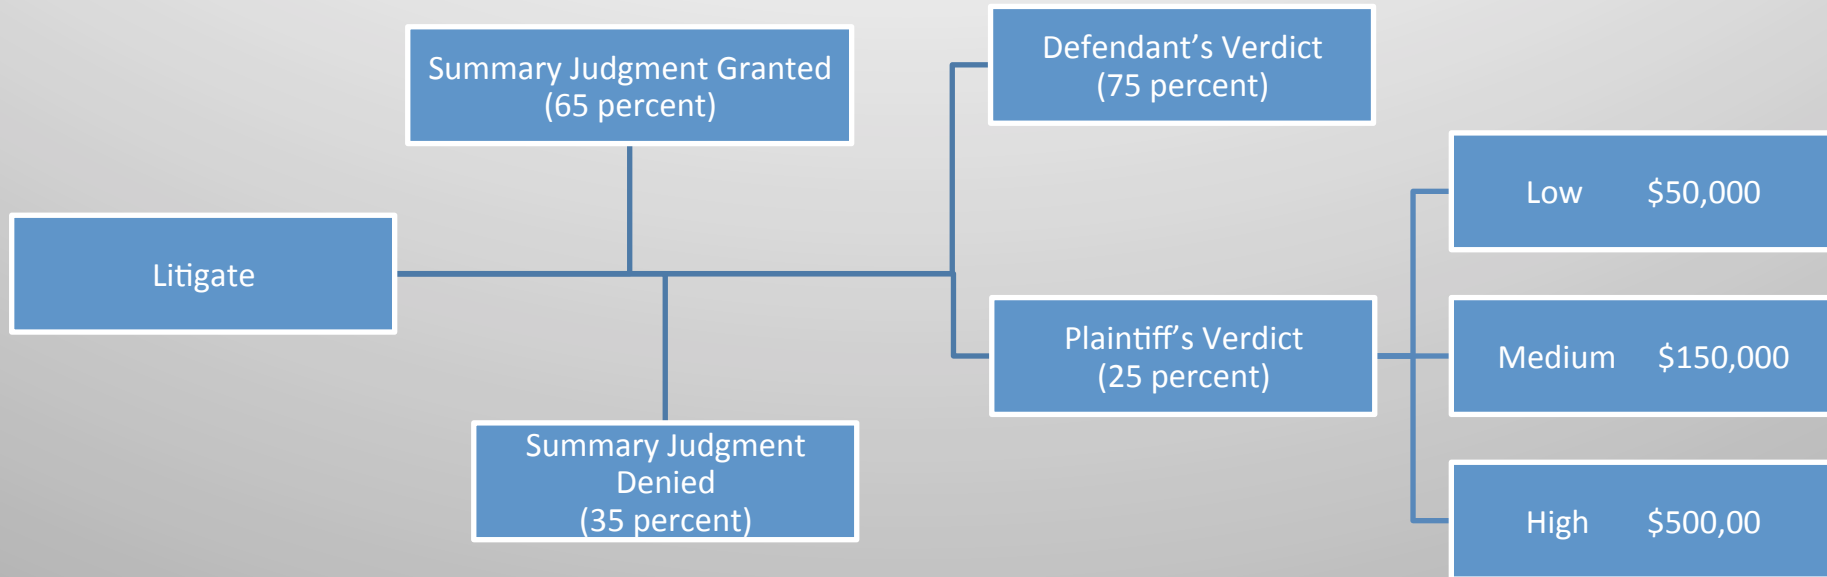 Litigate
Summary Judgment Granted
(65 percent)
Summary Judgment
Denied
(35 percent)
Defendant’s Verdict
(75 percent)
Plaintiff’s Verdict
(25 percent)
Low $50,000
Medium $150,000
High $500,00